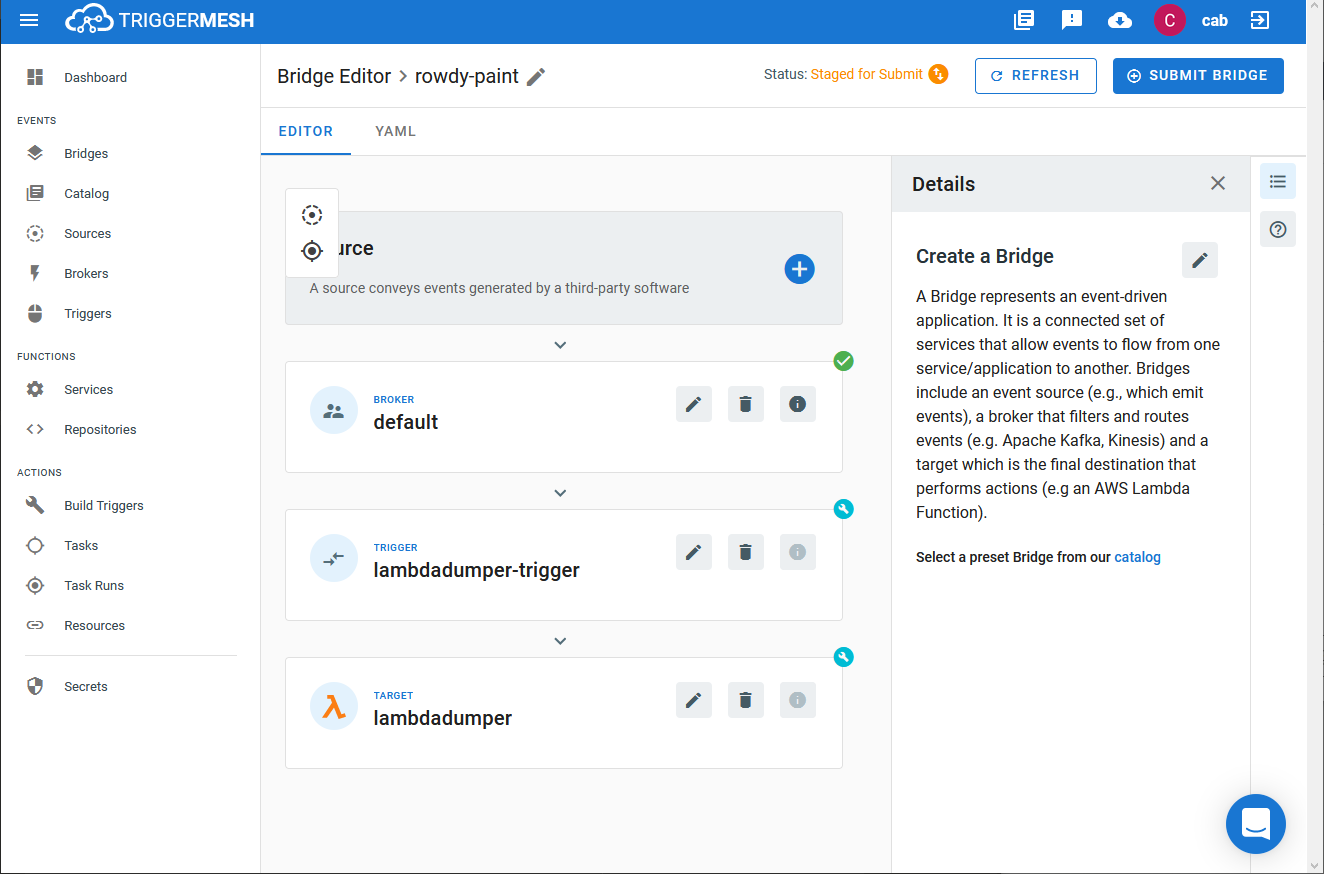 TRIGGERMESH
C
cab
Dashboard
EVENTS
Bridges
Catalog
Sources
Brokers
Triggers
FUNCTIONS
Services
Repositories
ACTIONS
Build Triggers
Tasks
Task Runs
Resources
Secrets
Bridge Editor > rowdy-paint
Status: Staged for Submit
REFRESH
SUBMIT BRIDGE
EDITOR
YAML
urce
A source conveys events generated by a third-party software
BROKER
default
TRIGGER
lambdadumper-trigger
TARGET
lambdadumper
Details
Create a Bridge
A Bridge represents an event-driven
application. It is a connected set of
services that allow events to flow from one
service/application to another. Bridges
include an event source (e.g., which emit
events), a broker that filters and routes
events (e.g. Apache Kafka, Kinesis) and a
target which is the final destination that
performs actions (e.g an AWS Lambda
Function).
Select a preset Bridge from our catalog